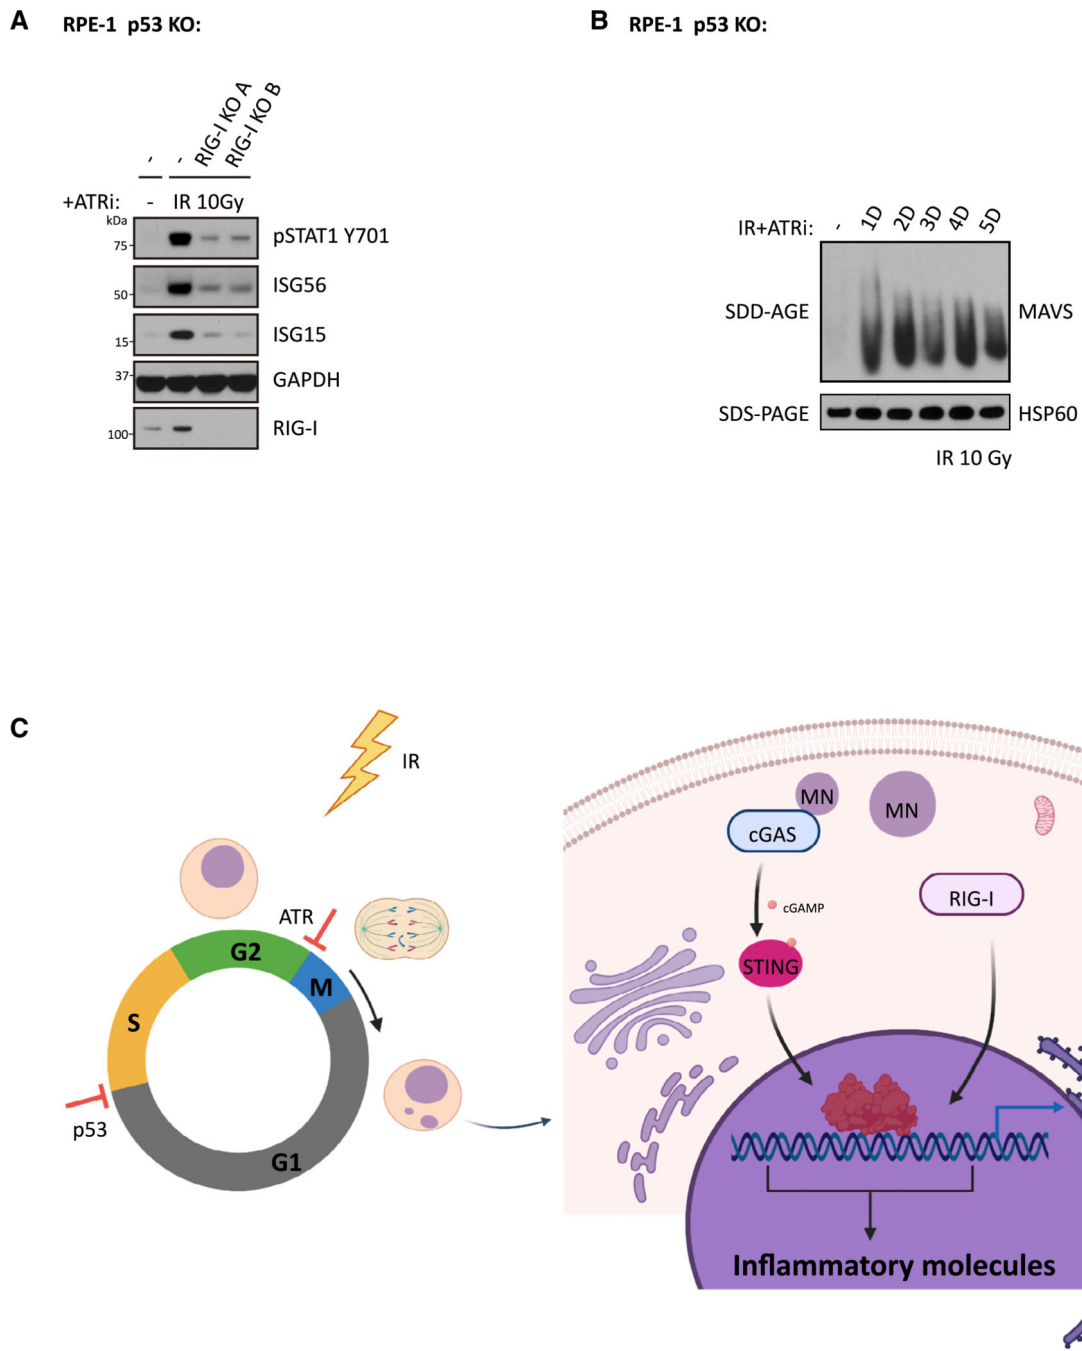 A RPE-1 p53 KO:
- - RIG-I KO A RIG-I KO B
+ATRi: - IR 10Gy
kDa
75- pSTAT1 Y701
50- ISG56
15- ISG15
37- GAPDH
100- RIG-I
B RPE-1 p53 KO:
IR+ATRi: - 1D 2D 3D 4D 5D
SDD-AGE MAVS
SDS-PAGE HSP60
IR 10 Gy
C
IR
ATR
G2
M
S
p53
G1
MN
MN
cGAS
cGAMP
RIG-I
STING
Inflammatory molecules